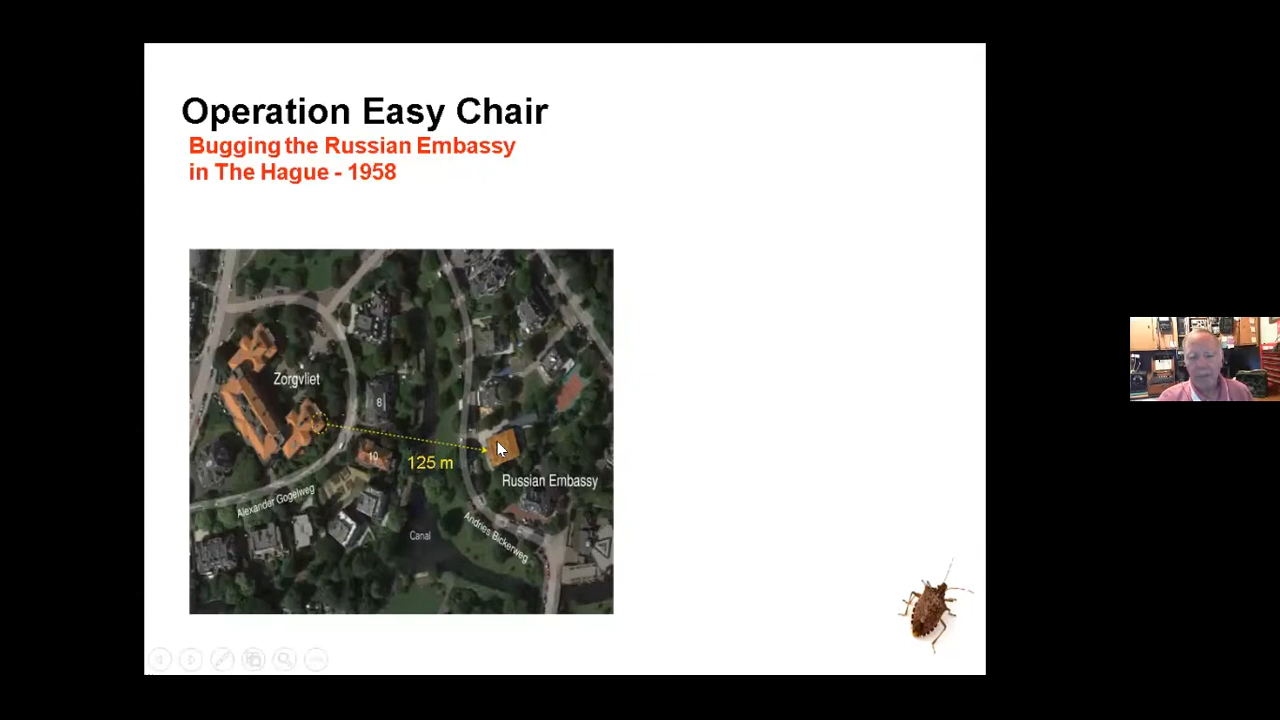 Operation Easy Chair
Bugging the Russian Embassy
in The Hague - 1958
Zorgvliet
8
10
125 m
Russian Embassy
Alexander Gogelweg
Andries Bickerweg
Canal